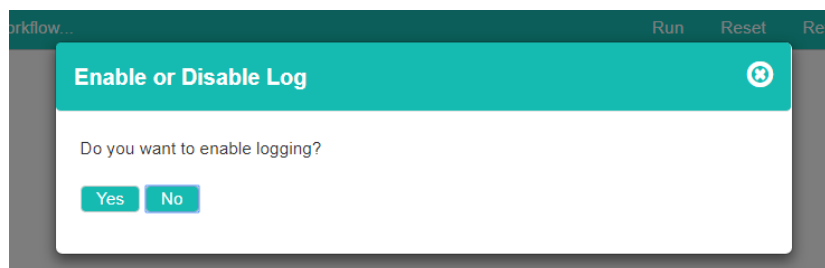 orkflow... Run Reset Re
Enable or Disable Log
Do you want to enable logging?
Yes No